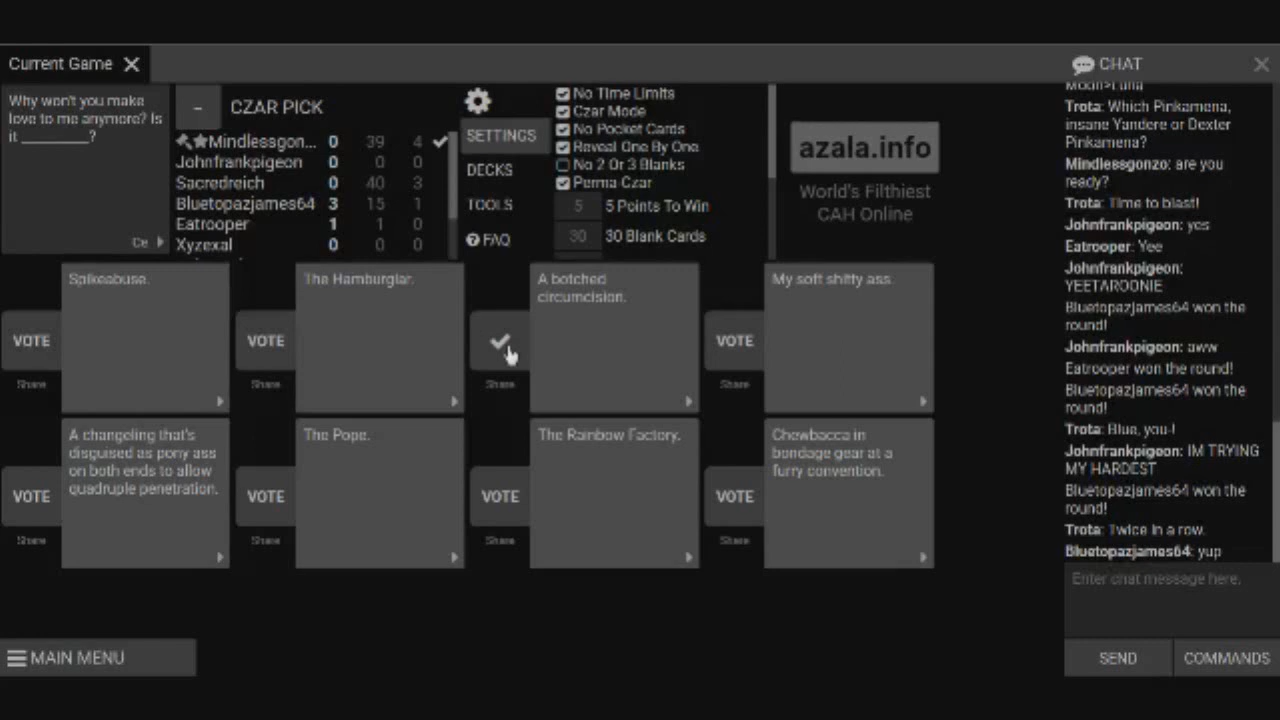 Current Game
CHAT
Why won't you make
love to me anymore? Is
it ________?
Ce
CZAR PICK
Mindlessgon... 0 39 4
Johnfrankpigeon 0 0 0
Sacredreich 0 40 3
Bluetopazjames64 3 15 1
Eatrooper 1 1 0
Xyzexal 0 0 0
SETTINGS
DECKS
TOOLS
FAQ
No Time Limits
Czar Mode
No Pocket Cards
Reveal One By One
No 2 Or 3 Blanks
Perma Czar
5 5 Points To Win
30 30 Blank Cards
azala.info
World's Filthiest
CAH Online
Spikeabuse.
VOTE
Share
The Hamburglar.
VOTE
Share
A botched
circumcision.
Share
My soft shitty ass.
VOTE
Share
A changeling that's
disguised as pony ass
on both ends to allow
quadruple penetration.
VOTE
Share
The Pope.
VOTE
Share
The Rainbow Factory.
VOTE
Share
Chewbacca in
bondage gear at a
furry convention.
VOTE
Share
Trota: Which Pinkamena,
insane Yandere or Dexter
Pinkamena?
Mindlessgonzo: are you
ready?
Trota: Time to blast!
Johnfrankpigeon: yes
Eatrooper: Yee
Johnfrankpigeon:
YEETAROONIE
Bluetopazjames64 won the
round!
Johnfrankpigeon: aww
Eatrooper won the round!
Bluetopazjames64 won the
round!
Trota: Blue, you-!
Johnfrankpigeon: IM TRYING
MY HARDEST
Bluetopazjames64 won the
round!
Trota: Twice in a row.
Bluetopazjames64: yup
Enter chat message here.
SEND
COMMANDS
MAIN MENU